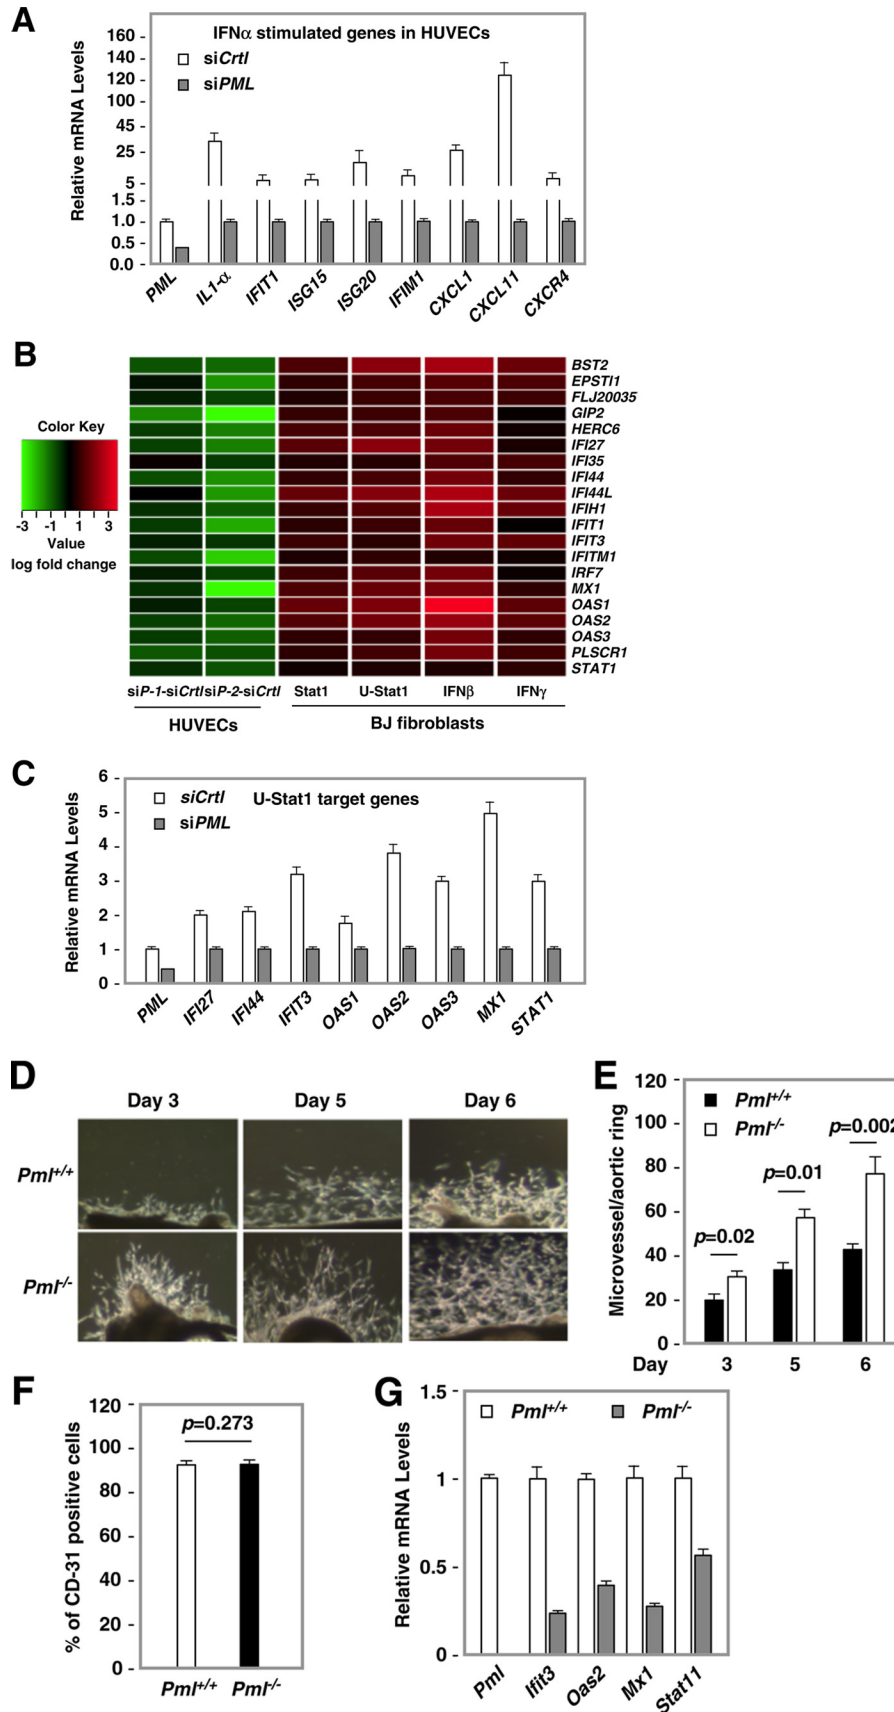 A
IFNα stimulated genes in HUVECs
siCrtl
siPML
Relative mRNA Levels
160
140
120
100
45
25
5
1.5
1.0
0.5
0.0
PML
IL1-α
IFIT1
ISG15
ISG20
IFIM1
CXCL1
CXCL11
CXCR4
B
Color Key
-3 -1 1 3
Value
log fold change
BST2
EPSTI1
FLJ20035
GIP2
HERC6
IFI27
IFI35
IFI44
IFI44L
IFIH1
IFIT1
IFIT3
IFITM1
IRF7
MX1
OAS1
OAS2
OAS3
PLSCR1
STAT1
siP-1-siCrtl siP-2-siCrtl Stat1 U-Stat1 IFNβ IFNγ
HUVECs
BJ fibroblasts
C
siCrtl
siPML
U-Stat1 target genes
Relative mRNA Levels
6
5
4
3
2
1
0
PML
IFI27
IFI44
IFIT3
OAS1
OAS2
OAS3
MX1
STAT1
D
Day 3 Day 5 Day 6
Pml+/+
Pml-/-
E
Microvessel/aortic ring
120
100
80
60
40
20
0
Pml+/+
Pml-/-
p=0.02
p=0.01
p=0.002
Day 3 5 6
F
% of CD-31 positive cells
120
100
80
60
40
20
0
p=0.273
Pml+/+ Pml-/-
G
Relative mRNA Levels
1.5
1
0.5
0
Pml+/+ Pml-/-
Pml
Ifit3
Oas2
Mx1
Stat11